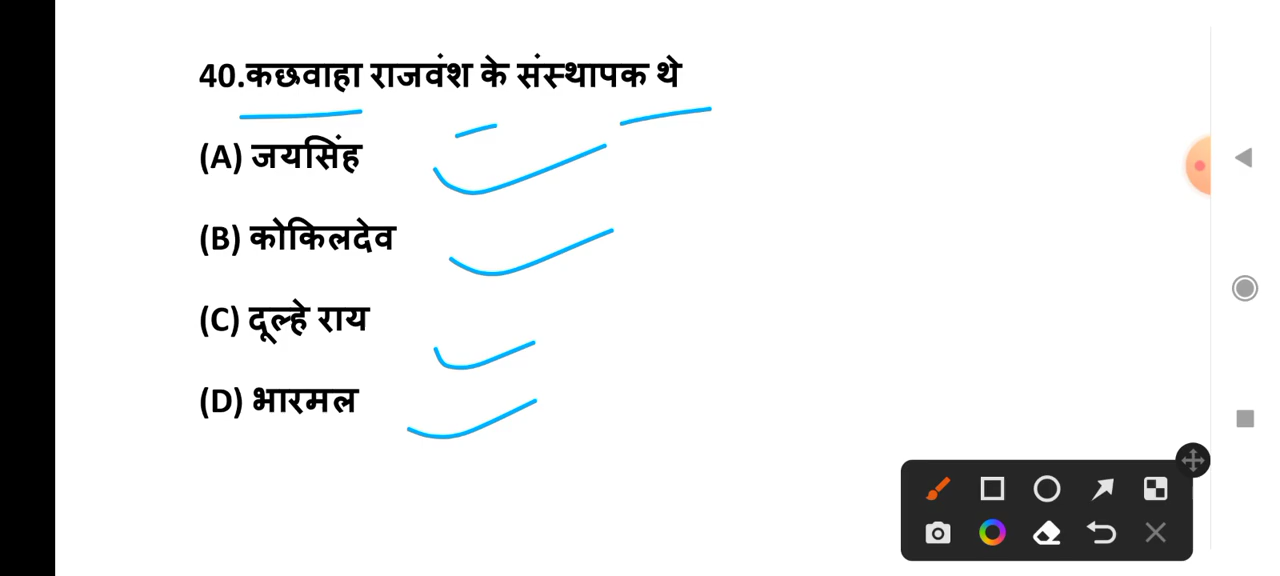 40.कछवाहा राजवंश के संस्थापक थे
(A) जयसिंह
(B) कोकिलदेव
(C) दूल्हे राय
(D) भारमल